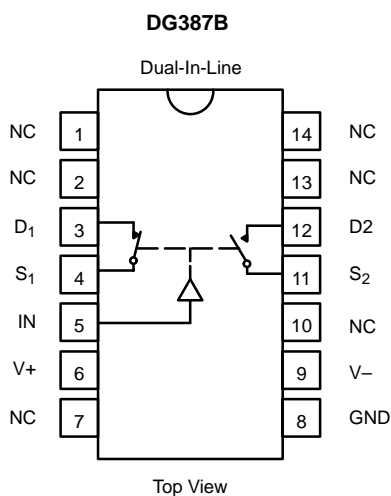 DG387B
Dual-In-Line
NC 1 14 NC
NC 2 13 NC
D1 3 12 D2
S1 4 11 S2
IN 5 10 NC
V+ 6 9 V–
NC 7 8 GND
Top View